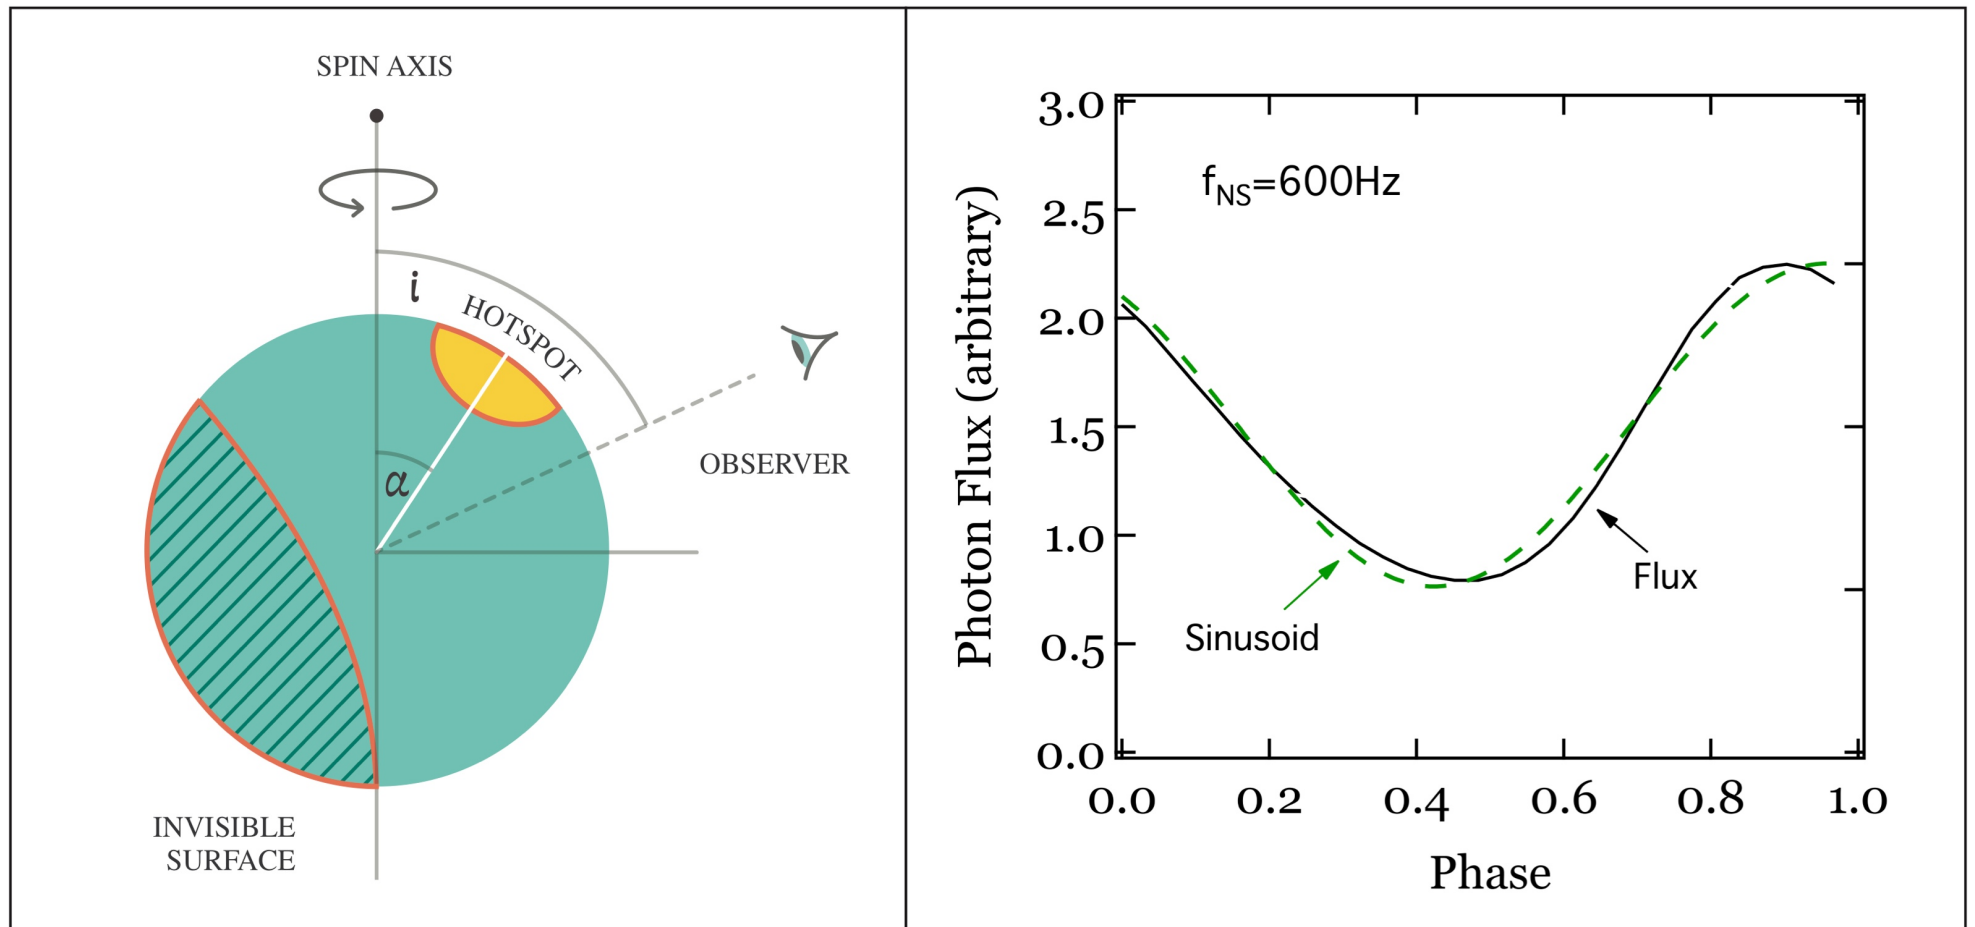 SPIN AXIS
i
HOTSPOT
α
OBSERVER
INVISIBLE
SURFACE
Photon Flux (arbitrary)
3.0
2.5
2.0
1.5
1.0
0.5
0.0
fNS=600Hz
Flux
Sinusoid
0.0 0.2 0.4 0.6 0.8 1.0
Phase